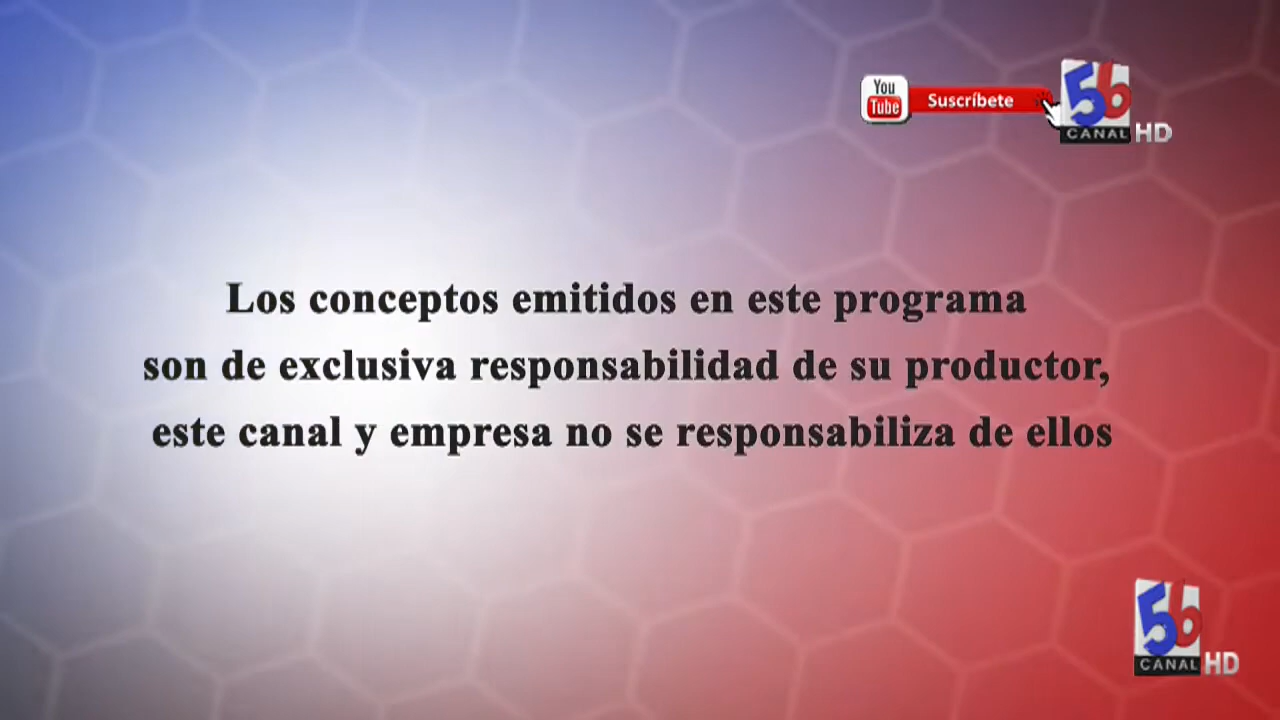 You
Tube
Suscríbete
56
CANAL HD
Los conceptos emitidos en este programa
son de exclusiva responsabilidad de su productor,
este canal y empresa no se responsabiliza de ellos
56
CANAL HD